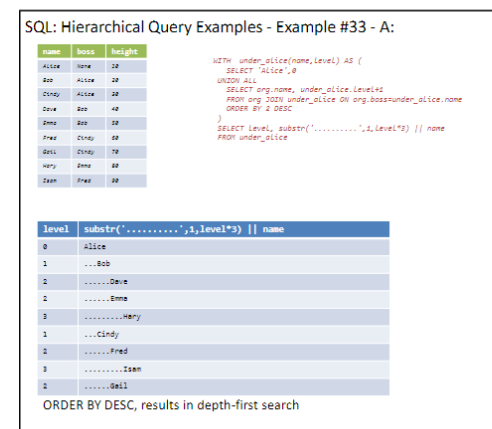 SQL: Hierarchical Query Examples - Example #33 - A:
name boss height
Alice None 10
Bob Alice 20
Cindy Alice 30
Dave Bob 40
Emma Bob 50
Fred Cindy 60
Gail Cindy 70
Hary Emma 80
Isam Fred 90
WITH under_alice(name,level) AS (
SELECT 'Alice',0
UNION ALL
SELECT org.name, under_alice.level+1
FROM org JOIN under_alice ON org.boss=under_alice.name
ORDER BY 2 DESC
)
SELECT level, substr('..........',1,level*3) || name
FROM under_alice
level substr('..........',1,level*3) || name
0 Alice
1 ...Bob
2 ......Dave
2 ......Emma
3 .........Hary
1 ...Cindy
2 ......Fred
3 .........Isam
2 ......Gail
ORDER BY DESC, results in depth-first search